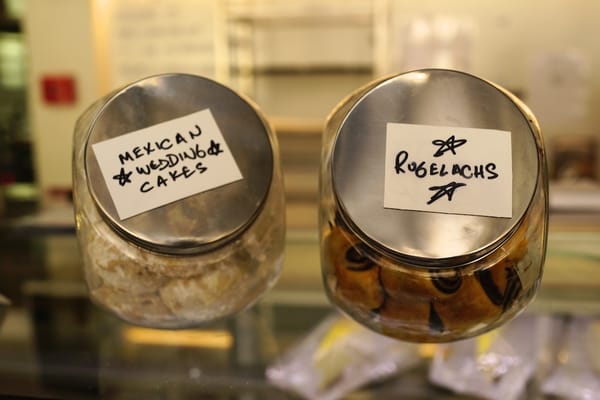 MEXICAN
WEDDING
CAKES
RUGELACHS